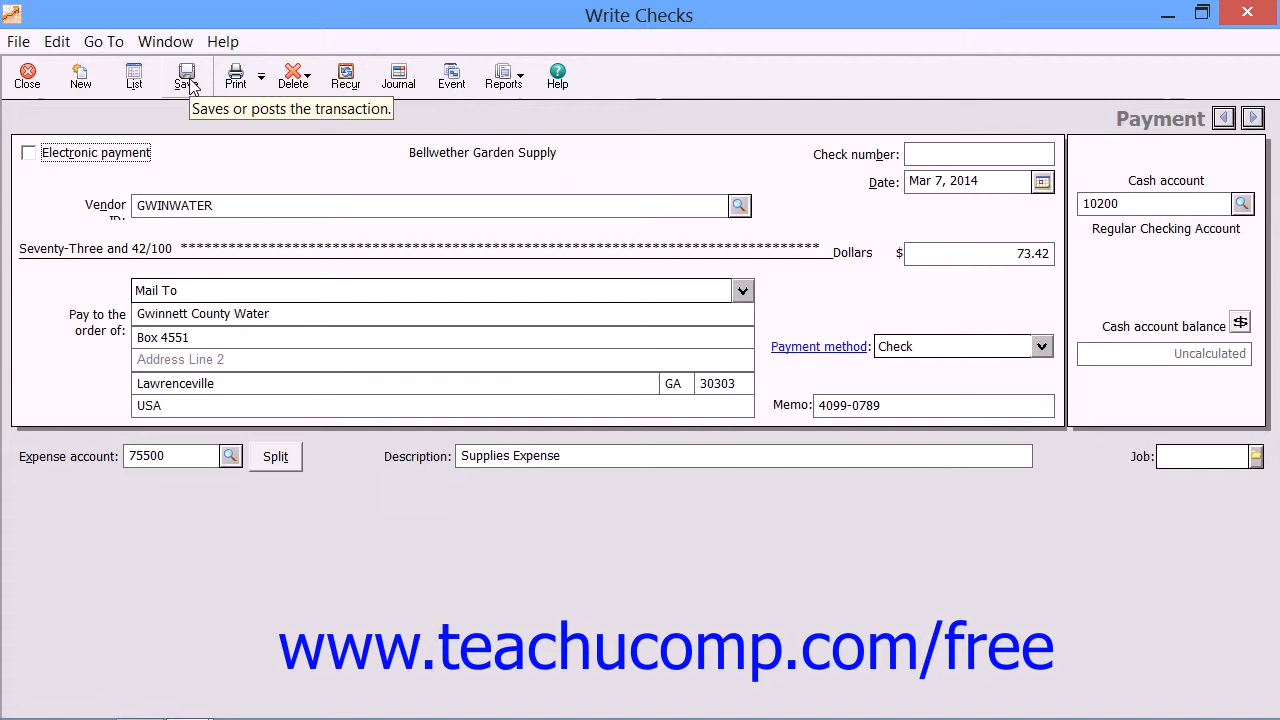 Write Checks
File Edit Go To Window Help
Close New List Save Print Delete Recur Journal Event Reports Help
Saves or posts the transaction.
Payment
Electronic payment
Bellwether Garden Supply
Check number:
Date: Mar 7, 2014
Cash account
10200
Regular Checking Account
Vendor ID: GWINWATER
Seventy-Three and 42/100 ******************************************************************************** Dollars $ 73.42
Mail To
Pay to the order of:
Gwinnett County Water
Box 4551
Address Line 2
Lawrenceville GA 30303
USA
Payment method: Check
Memo: 4099-0789
Cash account balance
Uncalculated
Expense account: 75500 Split Description: Supplies Expense Job:
www.teachucomp.com/free